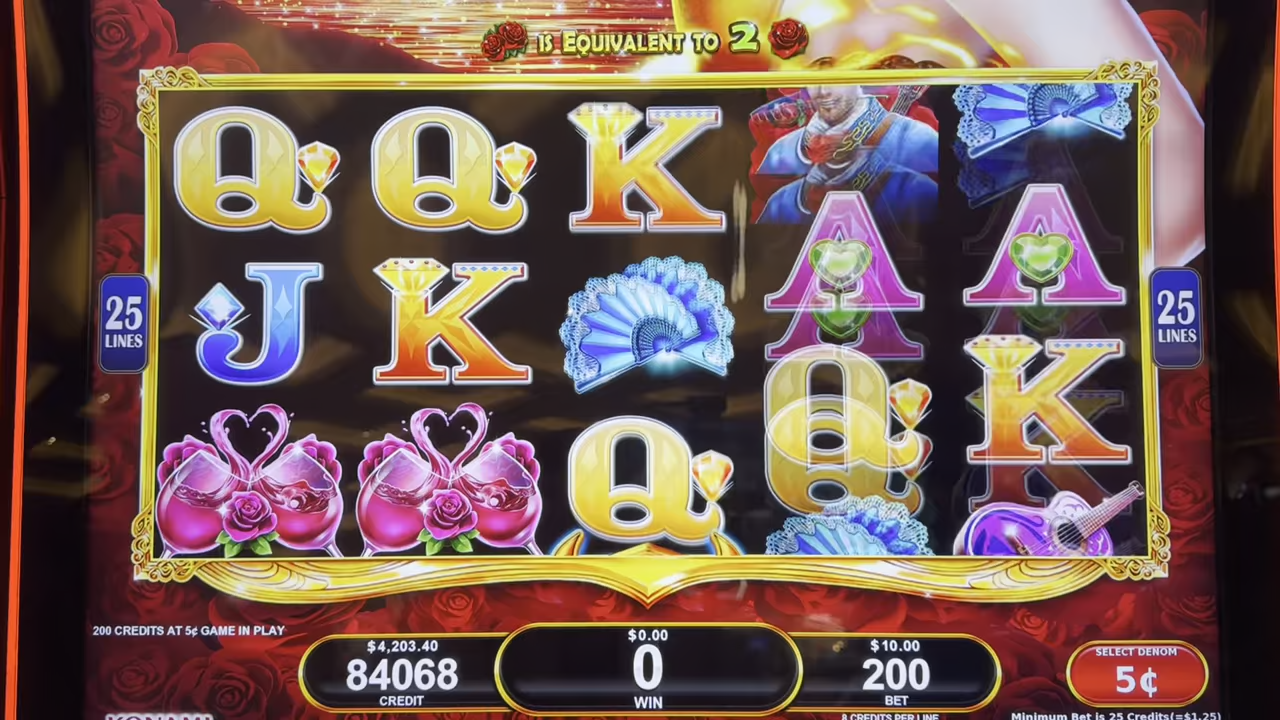 IS EQUIVALENT TO 2
Q Q K
A A
25 LINES
J K
25 LINES
Q K
Q
200 CREDITS AT 5¢ GAME IN PLAY
$4,203.40
84068
CREDIT
$0.00
0
WIN
$10.00
200
BET
8 CREDITS PER LINE
SELECT DENOM
5¢
Minimum Bet is 25 Credits(=$1.25)
KONAMI